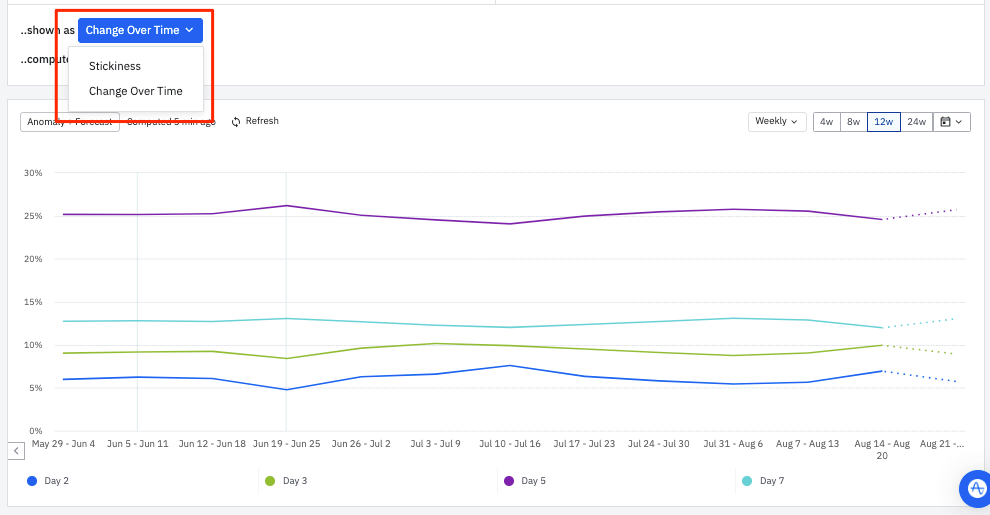 ..shown as Change Over Time
..compute
Stickiness
Change Over Time
Anomaly + Forecast Computed 5 min ago Refresh
Weekly 4w 8w 12w 24w
30%
25%
20%
15%
10%
5%
0%
May 29 - Jun 4 Jun 5 - Jun 11 Jun 12 - Jun 18 Jun 19 - Jun 25 Jun 26 - Jul 2 Jul 3 - Jul 9 Jul 10 - Jul 16 Jul 17 - Jul 23 Jul 24 - Jul 30 Jul 31 - Aug 6 Aug 7 - Aug 13 Aug 14 - Aug 20 Aug 21 -...
Day 2 Day 3 Day 5 Day 7